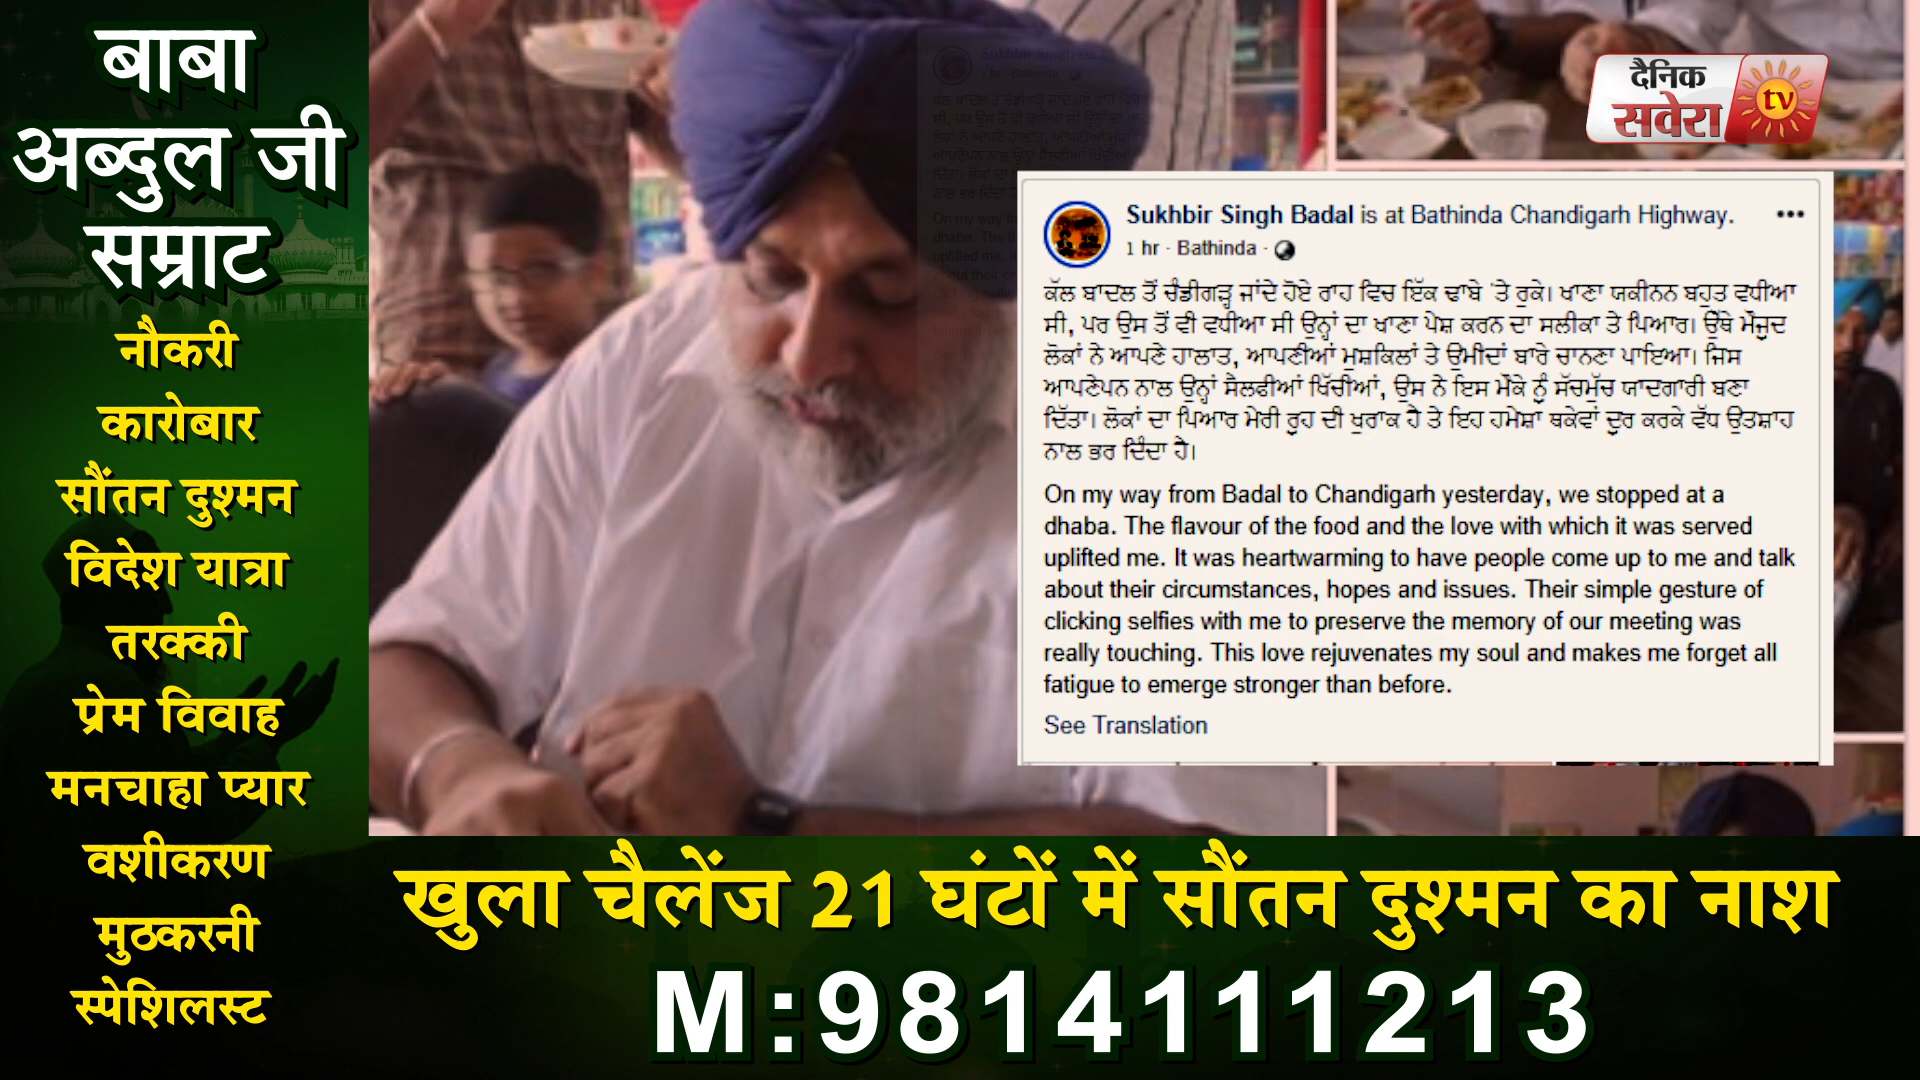 बाबा
अब्दुल जी
सम्राट
नौकरी
कारोबार
सौंतन दुश्मन
विदेश यात्रा
तरक्की
प्रेम विवाह
मनचाहा प्यार
वशीकरण
मुठकरनी
स्पेशिलस्ट
दैनिक
सवेरा tv
Sukhbir Singh Badal is at Bathinda Chandigarh Highway.
1 hr · Bathinda ·
ਕੱਲ ਬਾਦਲ ਤੋਂ ਚੰਡੀਗੜ੍ਹ ਜਾਂਦੇ ਹੋਏ ਰਾਹ ਵਿਚ ਇੱਕ ਢਾਬੇ 'ਤੇ ਰੁਕੇ। ਖਾਣਾ ਯਕੀਨਨ ਬਹੁਤ ਵਧੀਆ
ਸੀ, ਪਰ ਉਸ ਤੋਂ ਵੀ ਵਧੀਆ ਸੀ ਉਨ੍ਹਾਂ ਦਾ ਖਾਣਾ ਪੇਸ਼ ਕਰਨ ਦਾ ਸਲੀਕਾ ਤੇ ਪਿਆਰ। ਉੱਥੇ ਮੌਜੂਦ
ਲੋਕਾਂ ਨੇ ਆਪਣੇ ਹਾਲਾਤ, ਆਪਣੀਆਂ ਮੁਸ਼ਕਿਲਾਂ ਤੇ ਉਮੀਦਾਂ ਬਾਰੇ ਚਾਨਣਾ ਪਾਇਆ। ਜਿਸ
ਆਪਣੇਪਨ ਨਾਲ ਉਨ੍ਹਾਂ ਸੈਲਫੀਆਂ ਖਿੱਚੀਆਂ, ਉਸ ਨੇ ਇਸ ਮੌਕੇ ਨੂੰ ਸੱਚਮੁੱਚ ਯਾਦਗਾਰੀ ਬਣਾ
ਦਿੱਤਾ। ਲੋਕਾਂ ਦਾ ਪਿਆਰ ਮੇਰੀ ਰੂਹ ਦੀ ਖੁਰਾਕ ਹੈ ਤੇ ਇਹ ਹਮੇਸ਼ਾ ਥਕੇਵਾਂ ਦੂਰ ਕਰਕੇ ਵੱਧ ਉਤਸ਼ਾਹ
ਨਾਲ ਭਰ ਦਿੰਦਾ ਹੈ।
On my way from Badal to Chandigarh yesterday, we stopped at a
dhaba. The flavour of the food and the love with which it was served
uplifted me. It was heartwarming to have people come up to me and talk
about their circumstances, hopes and issues. Their simple gesture of
clicking selfies with me to preserve the memory of our meeting was
really touching. This love rejuvenates my soul and makes me forget all
fatigue to emerge stronger than before.
See Translation
खुला चैलेंज 21 घंटों में सौंतन दुश्मन का नाश
M:9814111213